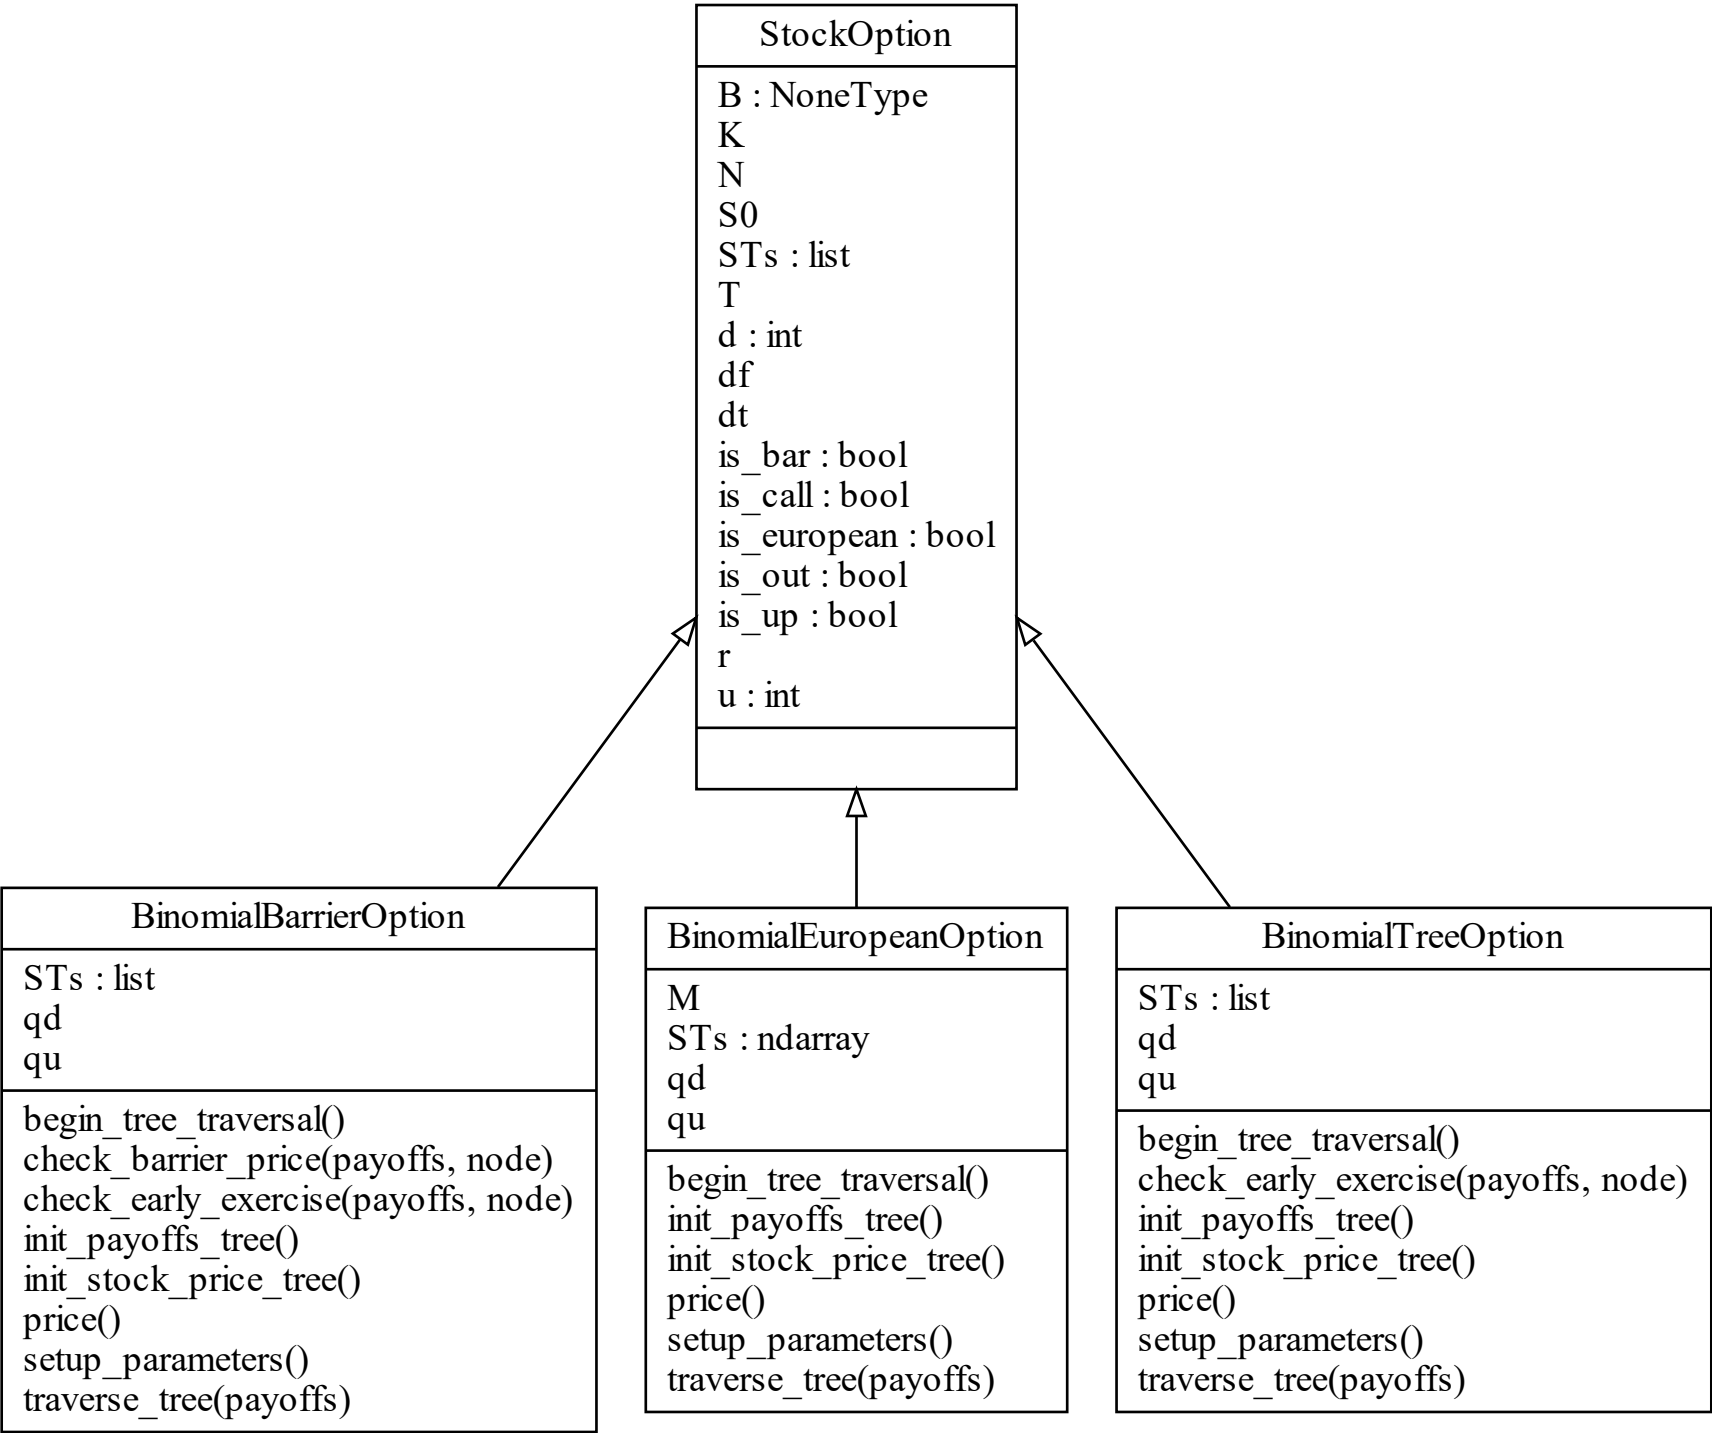 StockOption
B : NoneType
K
N
S0
STs : list
T
d : int
df
dt
is_bar : bool
is_call : bool
is_european : bool
is_out : bool
is_up : bool
r
u : int
BinomialBarrierOption
STs : list
qd
qu
begin_tree_traversal()
check_barrier_price(payoffs, node)
check_early_exercise(payoffs, node)
init_payoffs_tree()
init_stock_price_tree()
price()
setup_parameters()
traverse_tree(payoffs)
BinomialEuropeanOption
M
STs : ndarray
qd
qu
begin_tree_traversal()
init_payoffs_tree()
init_stock_price_tree()
price()
setup_parameters()
traverse_tree(payoffs)
BinomialTreeOption
STs : list
qd
qu
begin_tree_traversal()
check_early_exercise(payoffs, node)
init_payoffs_tree()
init_stock_price_tree()
price()
setup_parameters()
traverse_tree(payoffs)